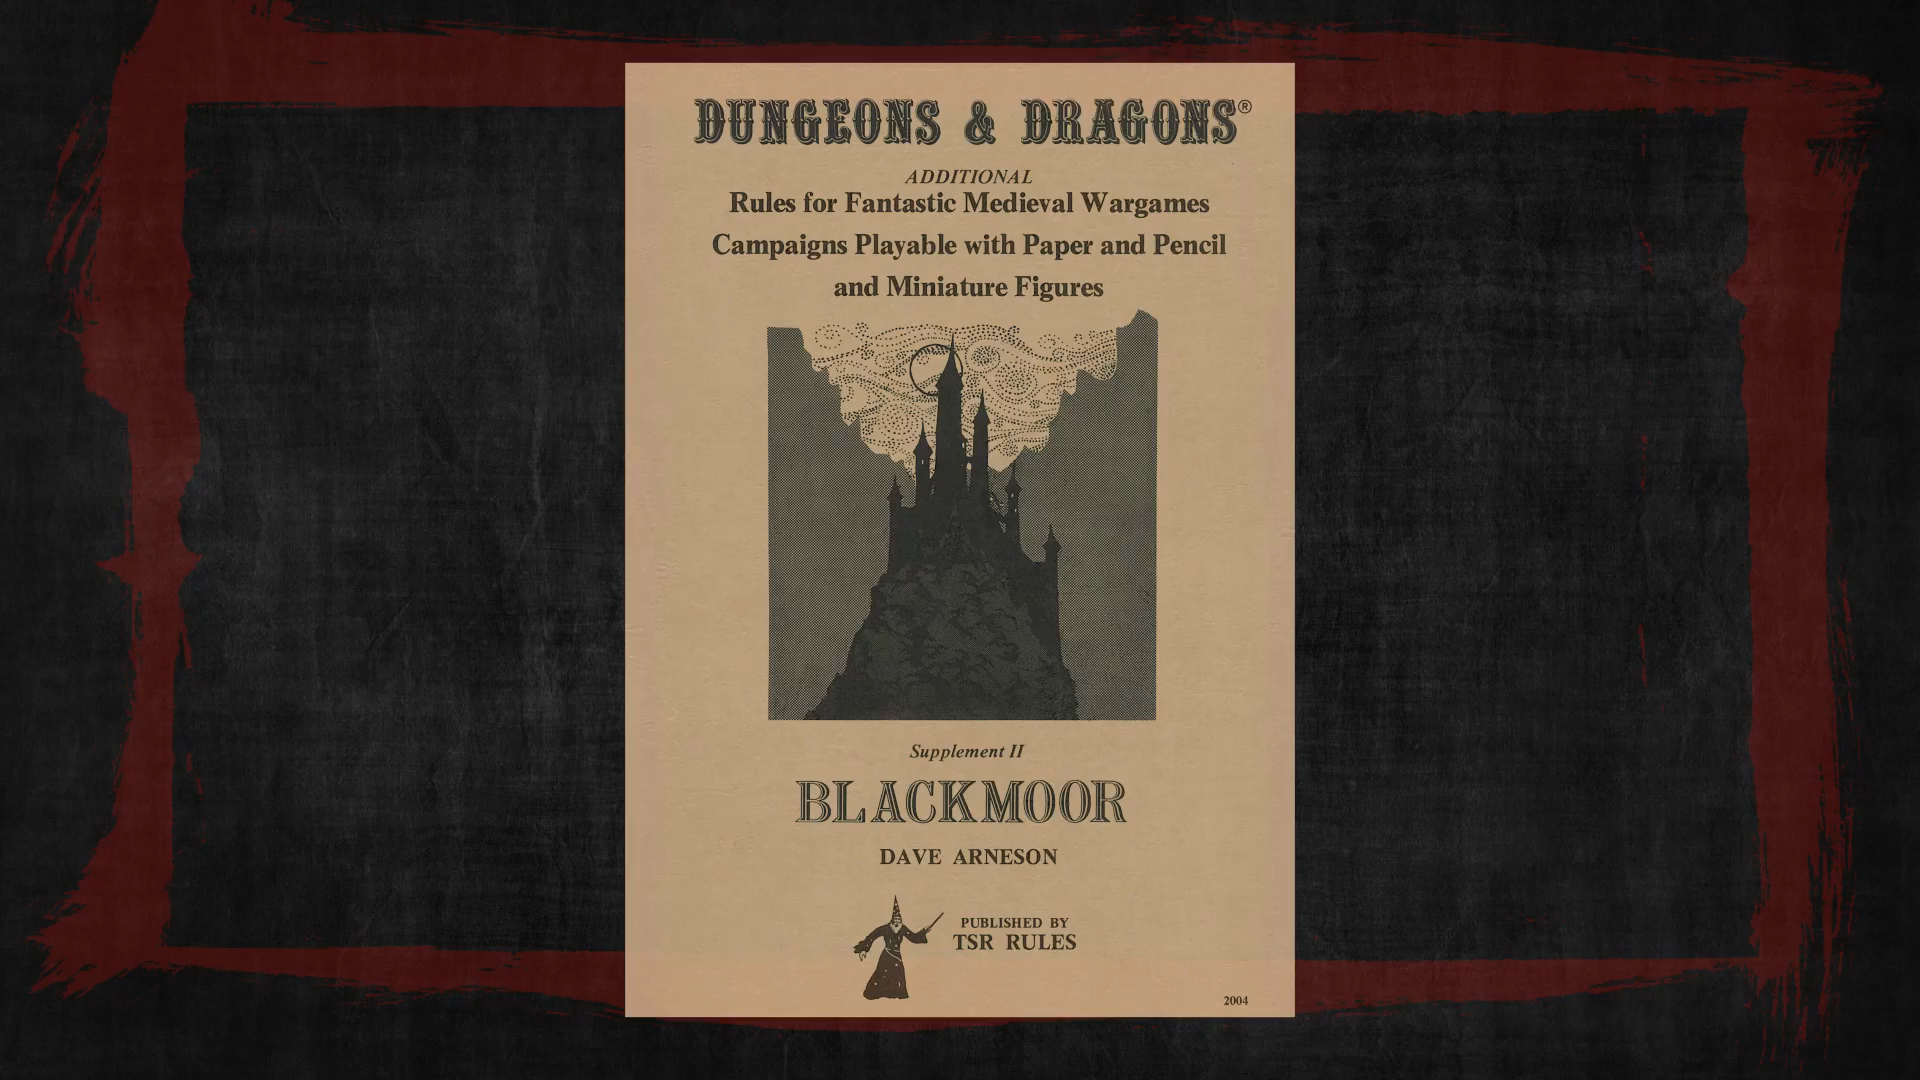 DUNGEONS & DRAGONS®
ADDITIONAL
Rules for Fantastic Medieval Wargames
Campaigns Playable with Paper and Pencil
and Miniature Figures
Supplement II
BLACKMOOR
DAVE ARNESON
PUBLISHED BY
TSR RULES
2004